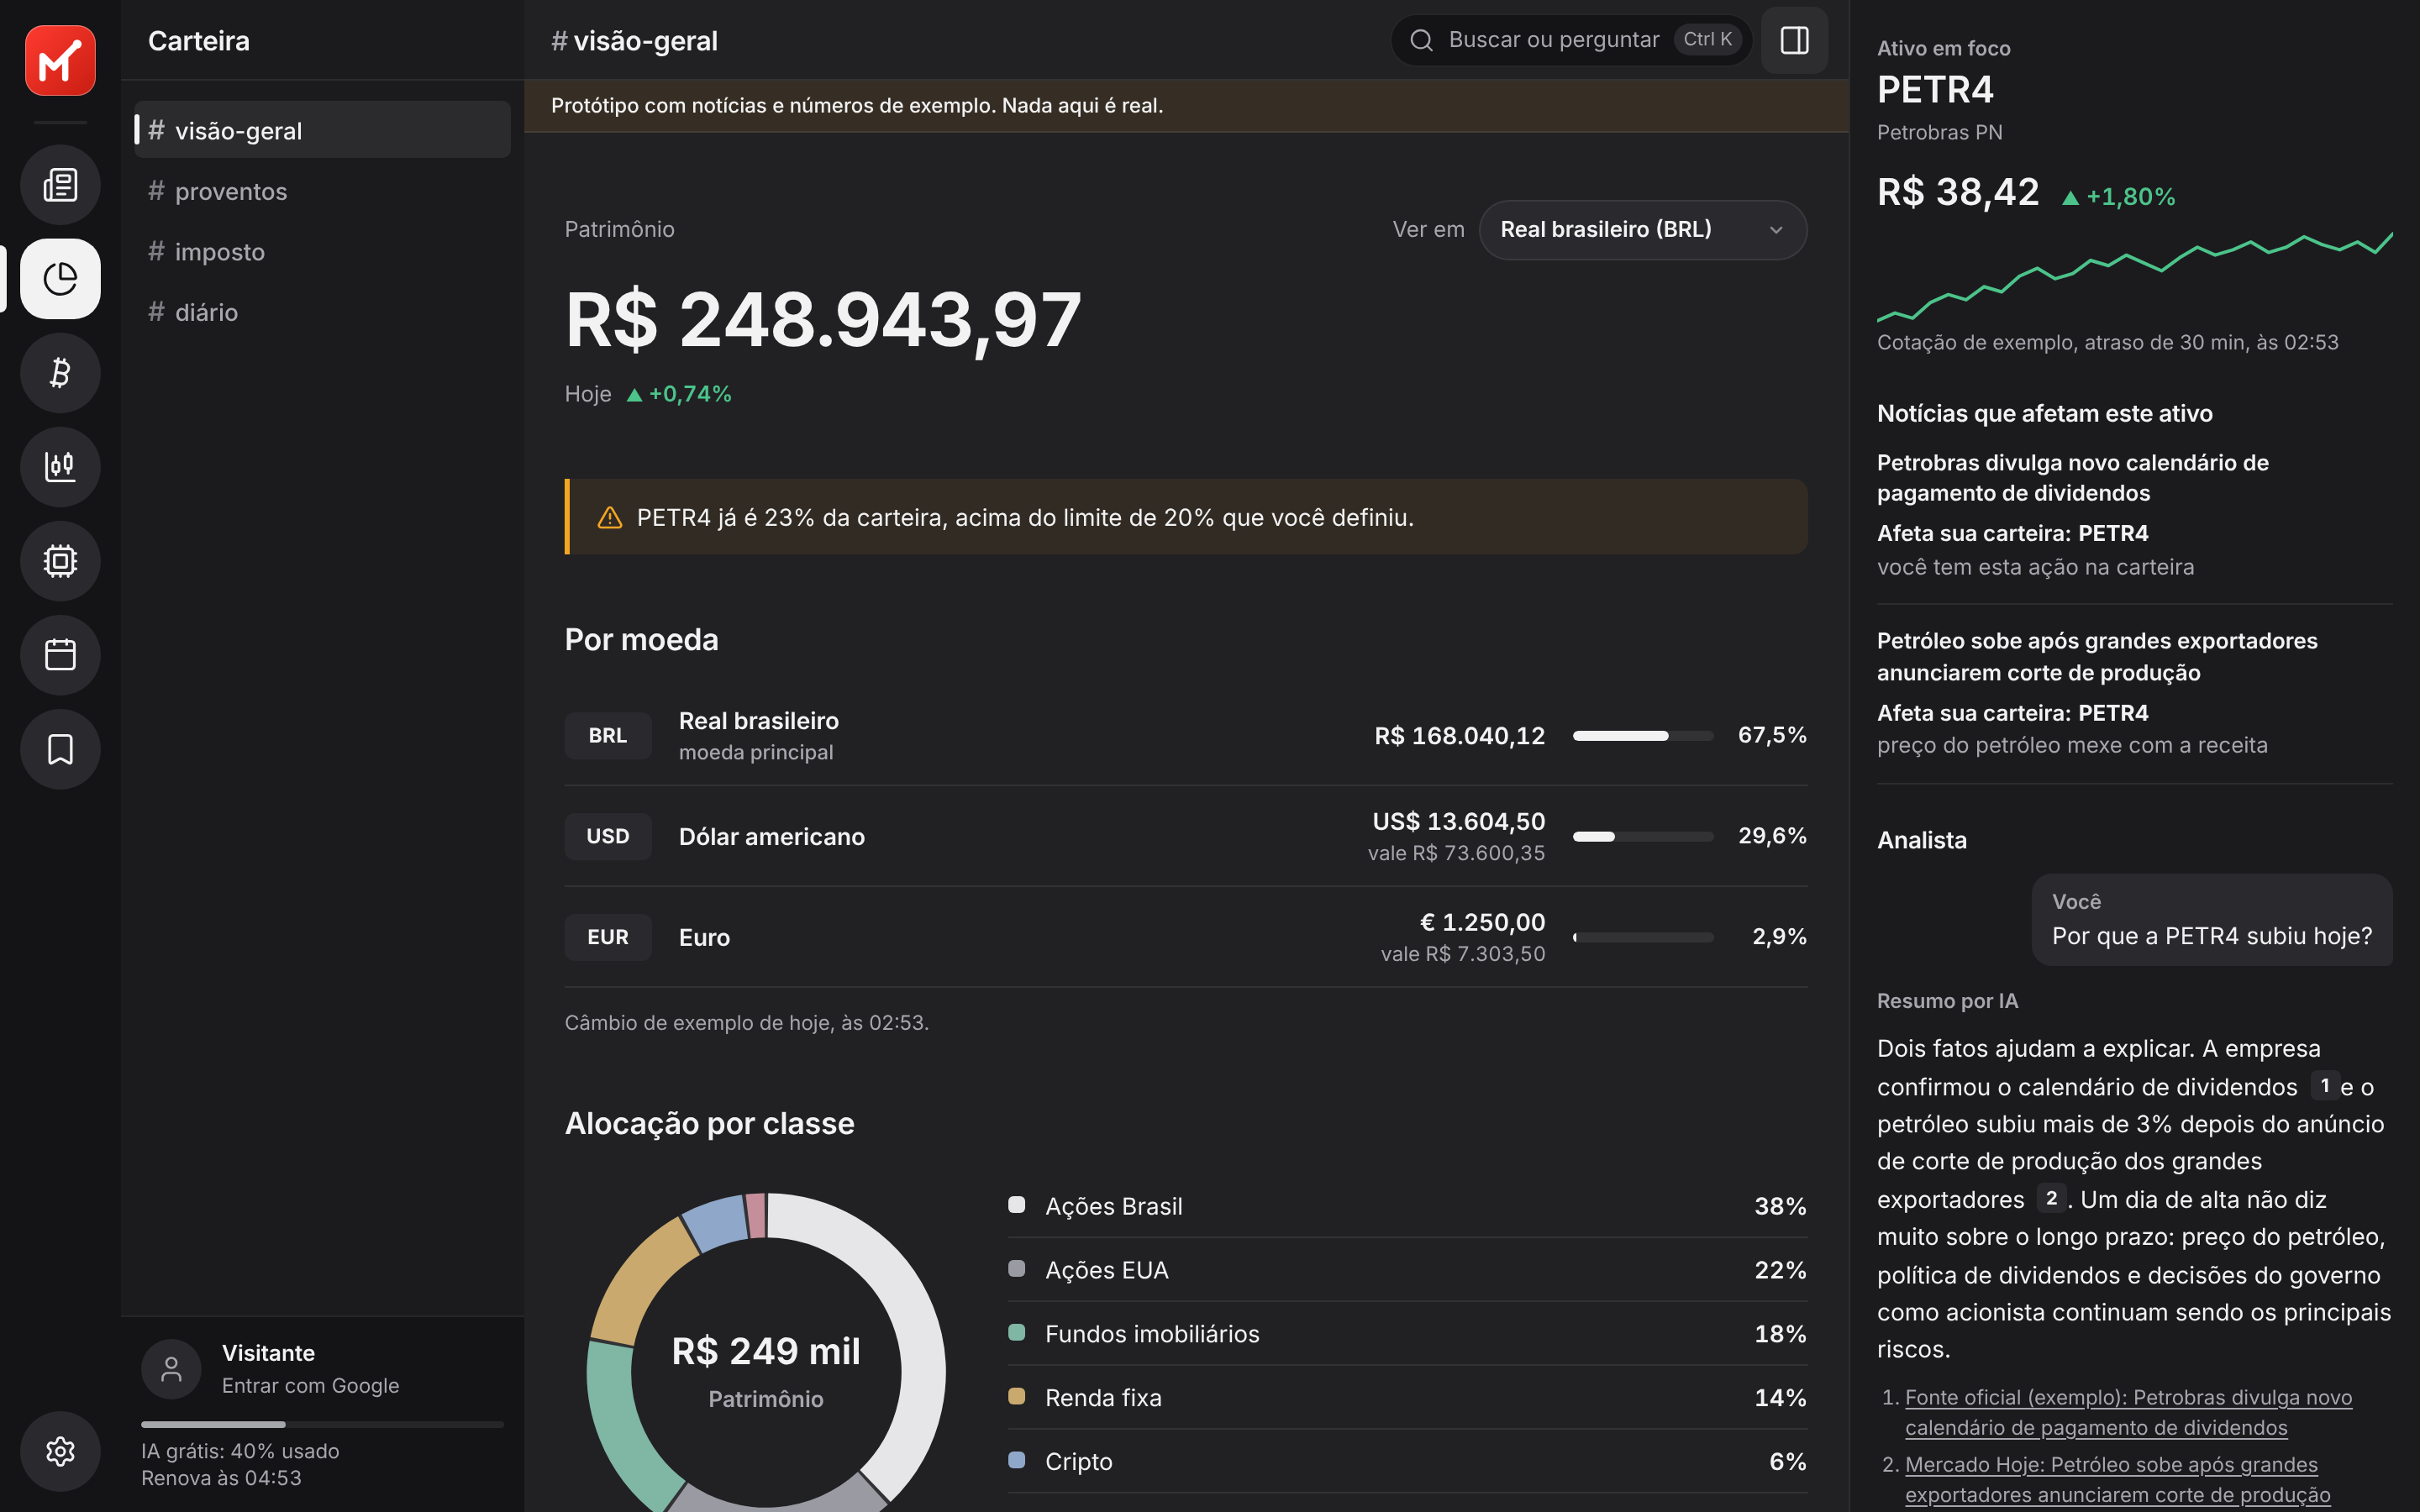 Carteira
# visão-geral
# proventos
# imposto
# diário
Visitante
Entrar com Google
IA grátis: 40% usado
Renova às 04:53
# visão-geral
Buscar ou perguntar
Ctrl K
Protótipo com notícias e números de exemplo. Nada aqui é real.
Patrimônio
Ver em
Real brasileiro (BRL)
R$ 248.943,97
Hoje ▲ +0,74%
PETR4 já é 23% da carteira, acima do limite de 20% que você definiu.
Por moeda
BRL
Real brasileiro
moeda principal
R$ 168.040,12
67,5%
USD
Dólar americano
US$ 13.604,50
vale R$ 73.600,35
29,6%
EUR
Euro
€ 1.250,00
vale R$ 7.303,50
2,9%
Câmbio de exemplo de hoje, às 02:53.
Alocação por classe
R$ 249 mil
Patrimônio
Ações Brasil 38%
Ações EUA 22%
Fundos imobiliários 18%
Renda fixa 14%
Cripto 6%
Ativo em foco
PETR4
Petrobras PN
R$ 38,42 ▲ +1,80%
Cotação de exemplo, atraso de 30 min, às 02:53
Notícias que afetam este ativo
Petrobras divulga novo calendário de
pagamento de dividendos
Afeta sua carteira: PETR4
você tem esta ação na carteira
Petróleo sobe após grandes exportadores
anunciarem corte de produção
Afeta sua carteira: PETR4
preço do petróleo mexe com a receita
Analista
Você
Por que a PETR4 subiu hoje?
Resumo por IA
Dois fatos ajudam a explicar. A empresa
confirmou o calendário de dividendos 1 e o
petróleo subiu mais de 3% depois do anúncio
de corte de produção dos grandes
exportadores 2. Um dia de alta não diz
muito sobre o longo prazo: preço do petróleo,
política de dividendos e decisões do governo
como acionista continuam sendo os principais
riscos.
1. Fonte oficial (exemplo): Petrobras divulga novo
calendário de pagamento de dividendos
2. Mercado Hoje: Petróleo sobe após grandes
exportadores anunciarem corte de produção